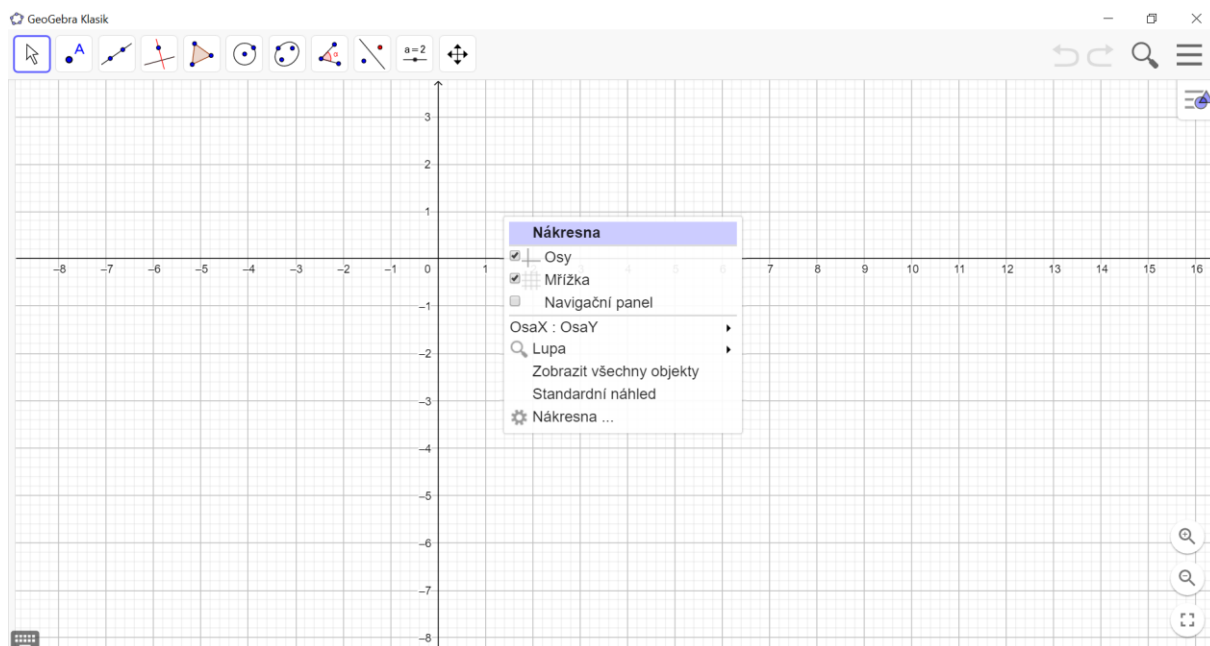 GeoGebra Klasik
A
α
a=2
3
2
1
–8 –7 –6 –5 –4 –3 –2 –1 0 1 6 7 8 9 10 11 12 13 14 15 16
–1
–2
–3
–4
–5
–6
–7
–8
Nákresna
Osy
Mřížka
Navigační panel
OsaX : OsaY
Lupa
Zobrazit všechny objekty
Standardní náhled
Nákresna ...